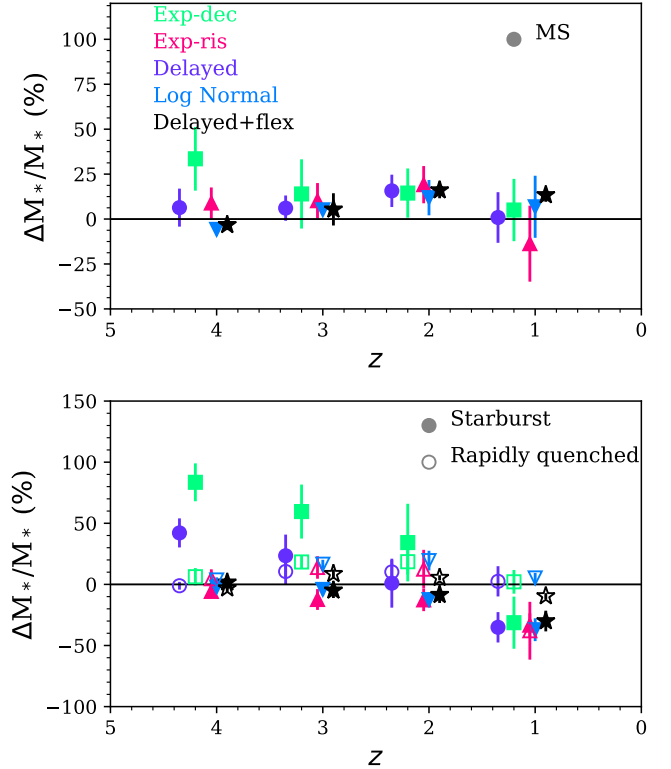 Exp-dec
Exp-ris
Delayed
Log Normal
Delayed+flex
MS
ΔM*/M* (%)
100
75
50
25
0
−25
−50
5 4 3 2 1 0
z
Starburst
Rapidly quenched
ΔM*/M* (%)
150
100
50
0
−50
−100
5 4 3 2 1 0
z